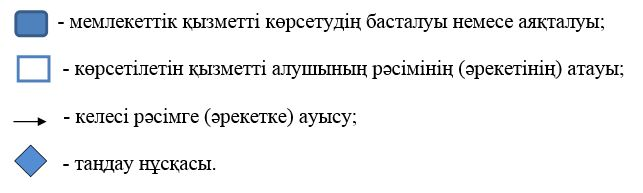 - мемлекеттік қызметті көрсетудің басталуы немесе аяқталуы;
- көрсетілетін қызметті алушының рәсімінің (әрекетінің) атауы;
- келесі рәсімге (әрекетке) ауысу;
- таңдау нұсқасы.